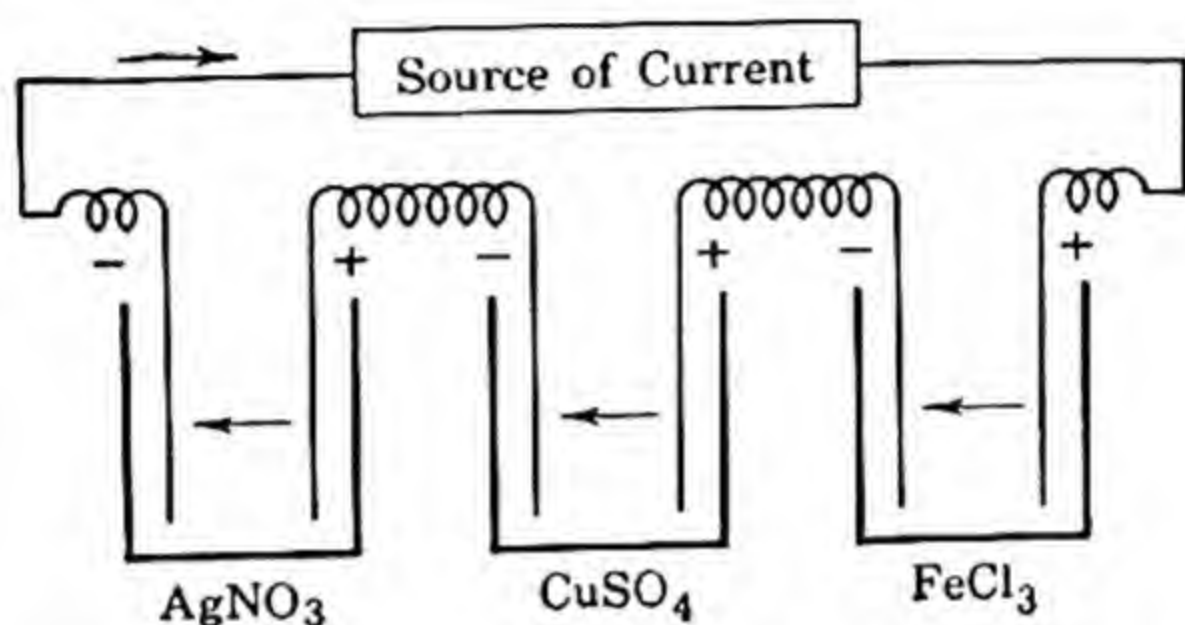 Source of Current
− + − + − +
AgNO₃ CuSO₄ FeCl₃